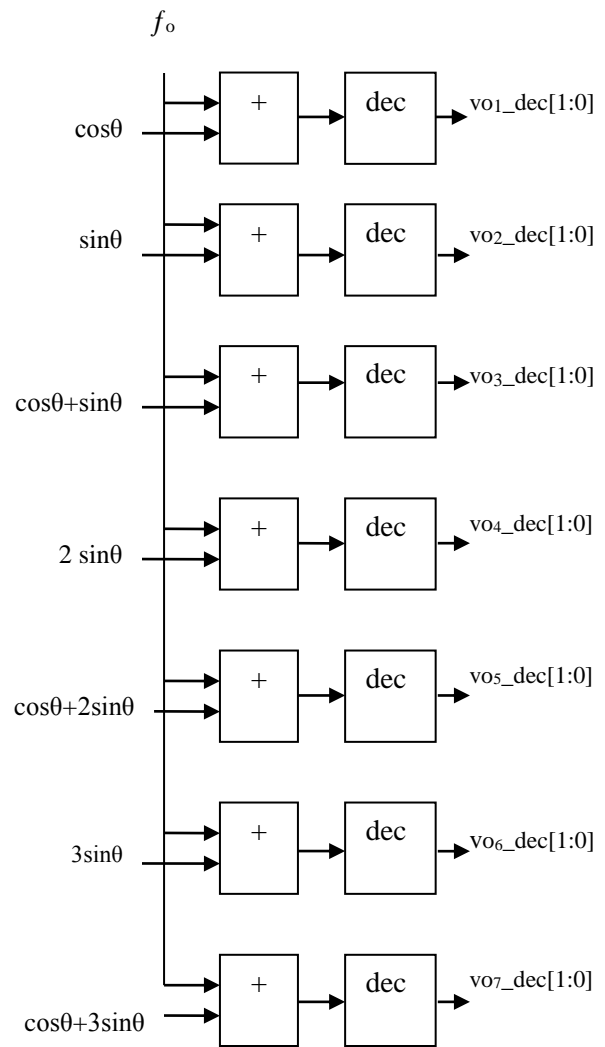 fo
+ dec vo1_dec[1:0]
cosθ
+ dec vo2_dec[1:0]
sinθ
+ dec vo3_dec[1:0]
cosθ+sinθ
+ dec vo4_dec[1:0]
2 sinθ
+ dec vo5_dec[1:0]
cosθ+2sinθ
+ dec vo6_dec[1:0]
3sinθ
+ dec vo7_dec[1:0]
cosθ+3sinθ